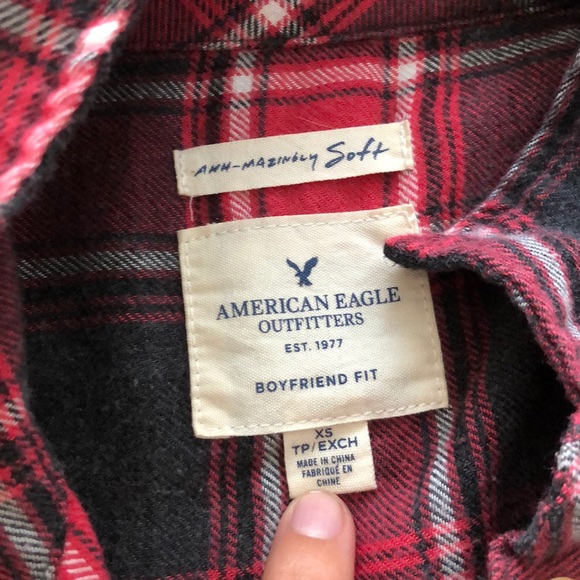 AHH-MAZINGLY Soft
AMERICAN EAGLE
OUTFITTERS
EST. 1977
BOYFRIEND FIT
XS
TP/EXCH
MADE IN CHINA
FABRIQUÉ EN
CHINE